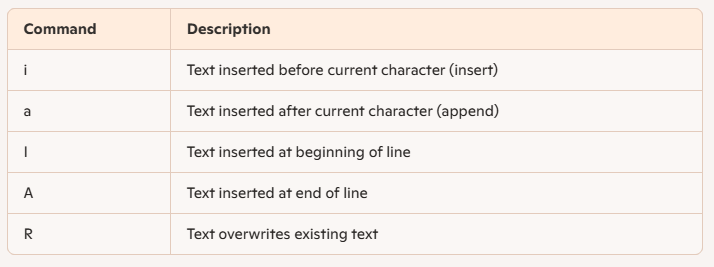 Command Description
i Text inserted before current character (insert)
a Text inserted after current character (append)
I Text inserted at beginning of line
A Text inserted at end of line
R Text overwrites existing text